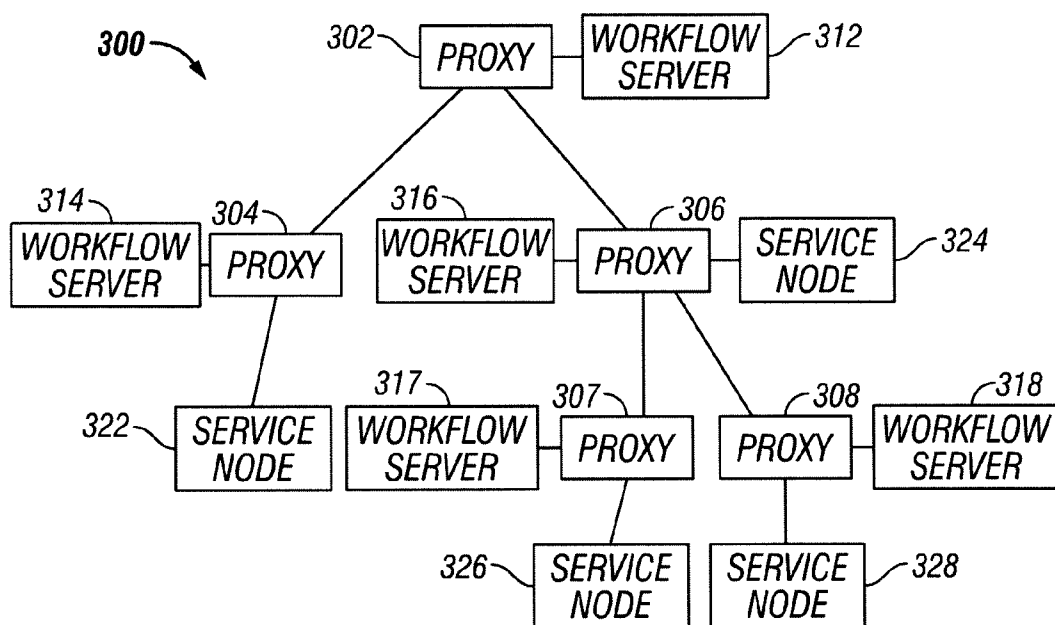 300
302
PROXY
WORKFLOW
SERVER
312
314
WORKFLOW
SERVER
304
PROXY
316
WORKFLOW
SERVER
306
PROXY
SERVICE
NODE
324
322
SERVICE
NODE
317
WORKFLOW
SERVER
307
PROXY
308
PROXY
318
WORKFLOW
SERVER
326
SERVICE
NODE
SERVICE
NODE
328